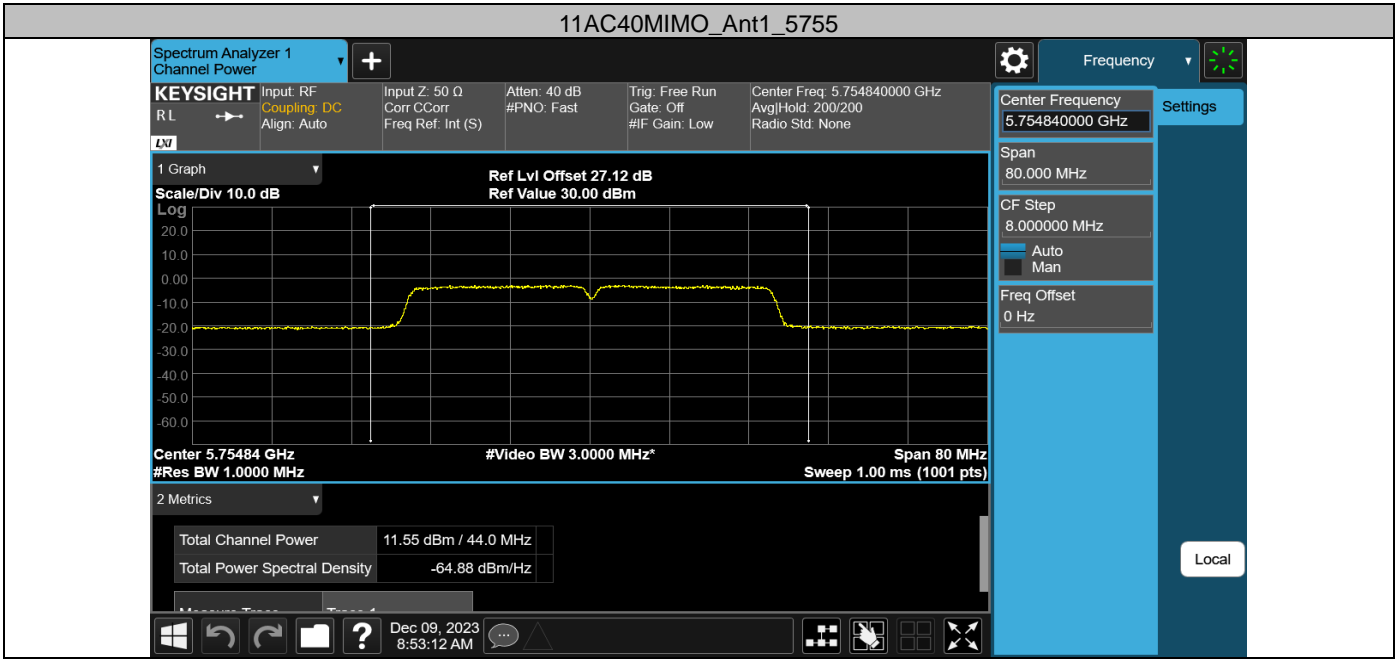 11AC40MIMO_Ant1_5755
Spectrum Analyzer 1
Channel Power
+
Frequency
KEYSIGHT
R L
LXI
Input: RF
Coupling: DC
Align: Auto
Input Z: 50 Ω
Corr CCorr
Freq Ref: Int (S)
Atten: 40 dB
#PNO: Fast
Trig: Free Run
Gate: Off
#IF Gain: Low
Center Freq: 5.754840000 GHz
Avg|Hold: 200/200
Radio Std: None
Center Frequency
5.754840000 GHz
Settings
Span
80.000 MHz
CF Step
8.000000 MHz
Auto
Man
Freq Offset
0 Hz
1 Graph
Scale/Div 10.0 dB
Ref Lvl Offset 27.12 dB
Ref Value 30.00 dBm
Log
20.0
10.0
0.00
-10.0
-20.0
-30.0
-40.0
-50.0
-60.0
Center 5.75484 GHz
#Video BW 3.0000 MHz*
Span 80 MHz
#Res BW 1.0000 MHz
Sweep 1.00 ms (1001 pts)
2 Metrics
Total Channel Power 11.55 dBm / 44.0 MHz
Total Power Spectral Density -64.88 dBm/Hz
Measure Trace Trace 1
Local
?
Dec 09, 2023
8:53:12 AM